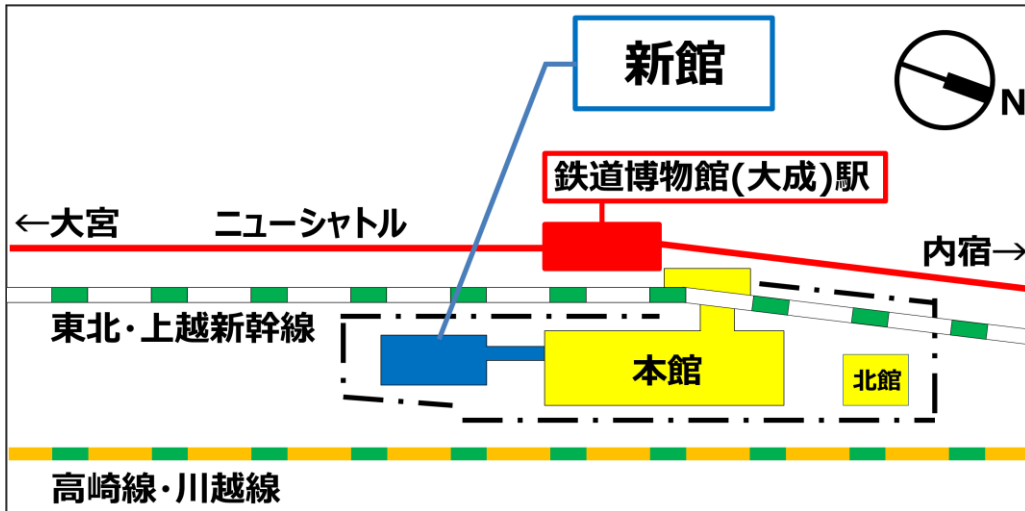 新館
N
鉄道博物館(大成)駅
←大宮
ニューシャトル
内宿→
東北・上越新幹線
本館
北館
高崎線・川越線